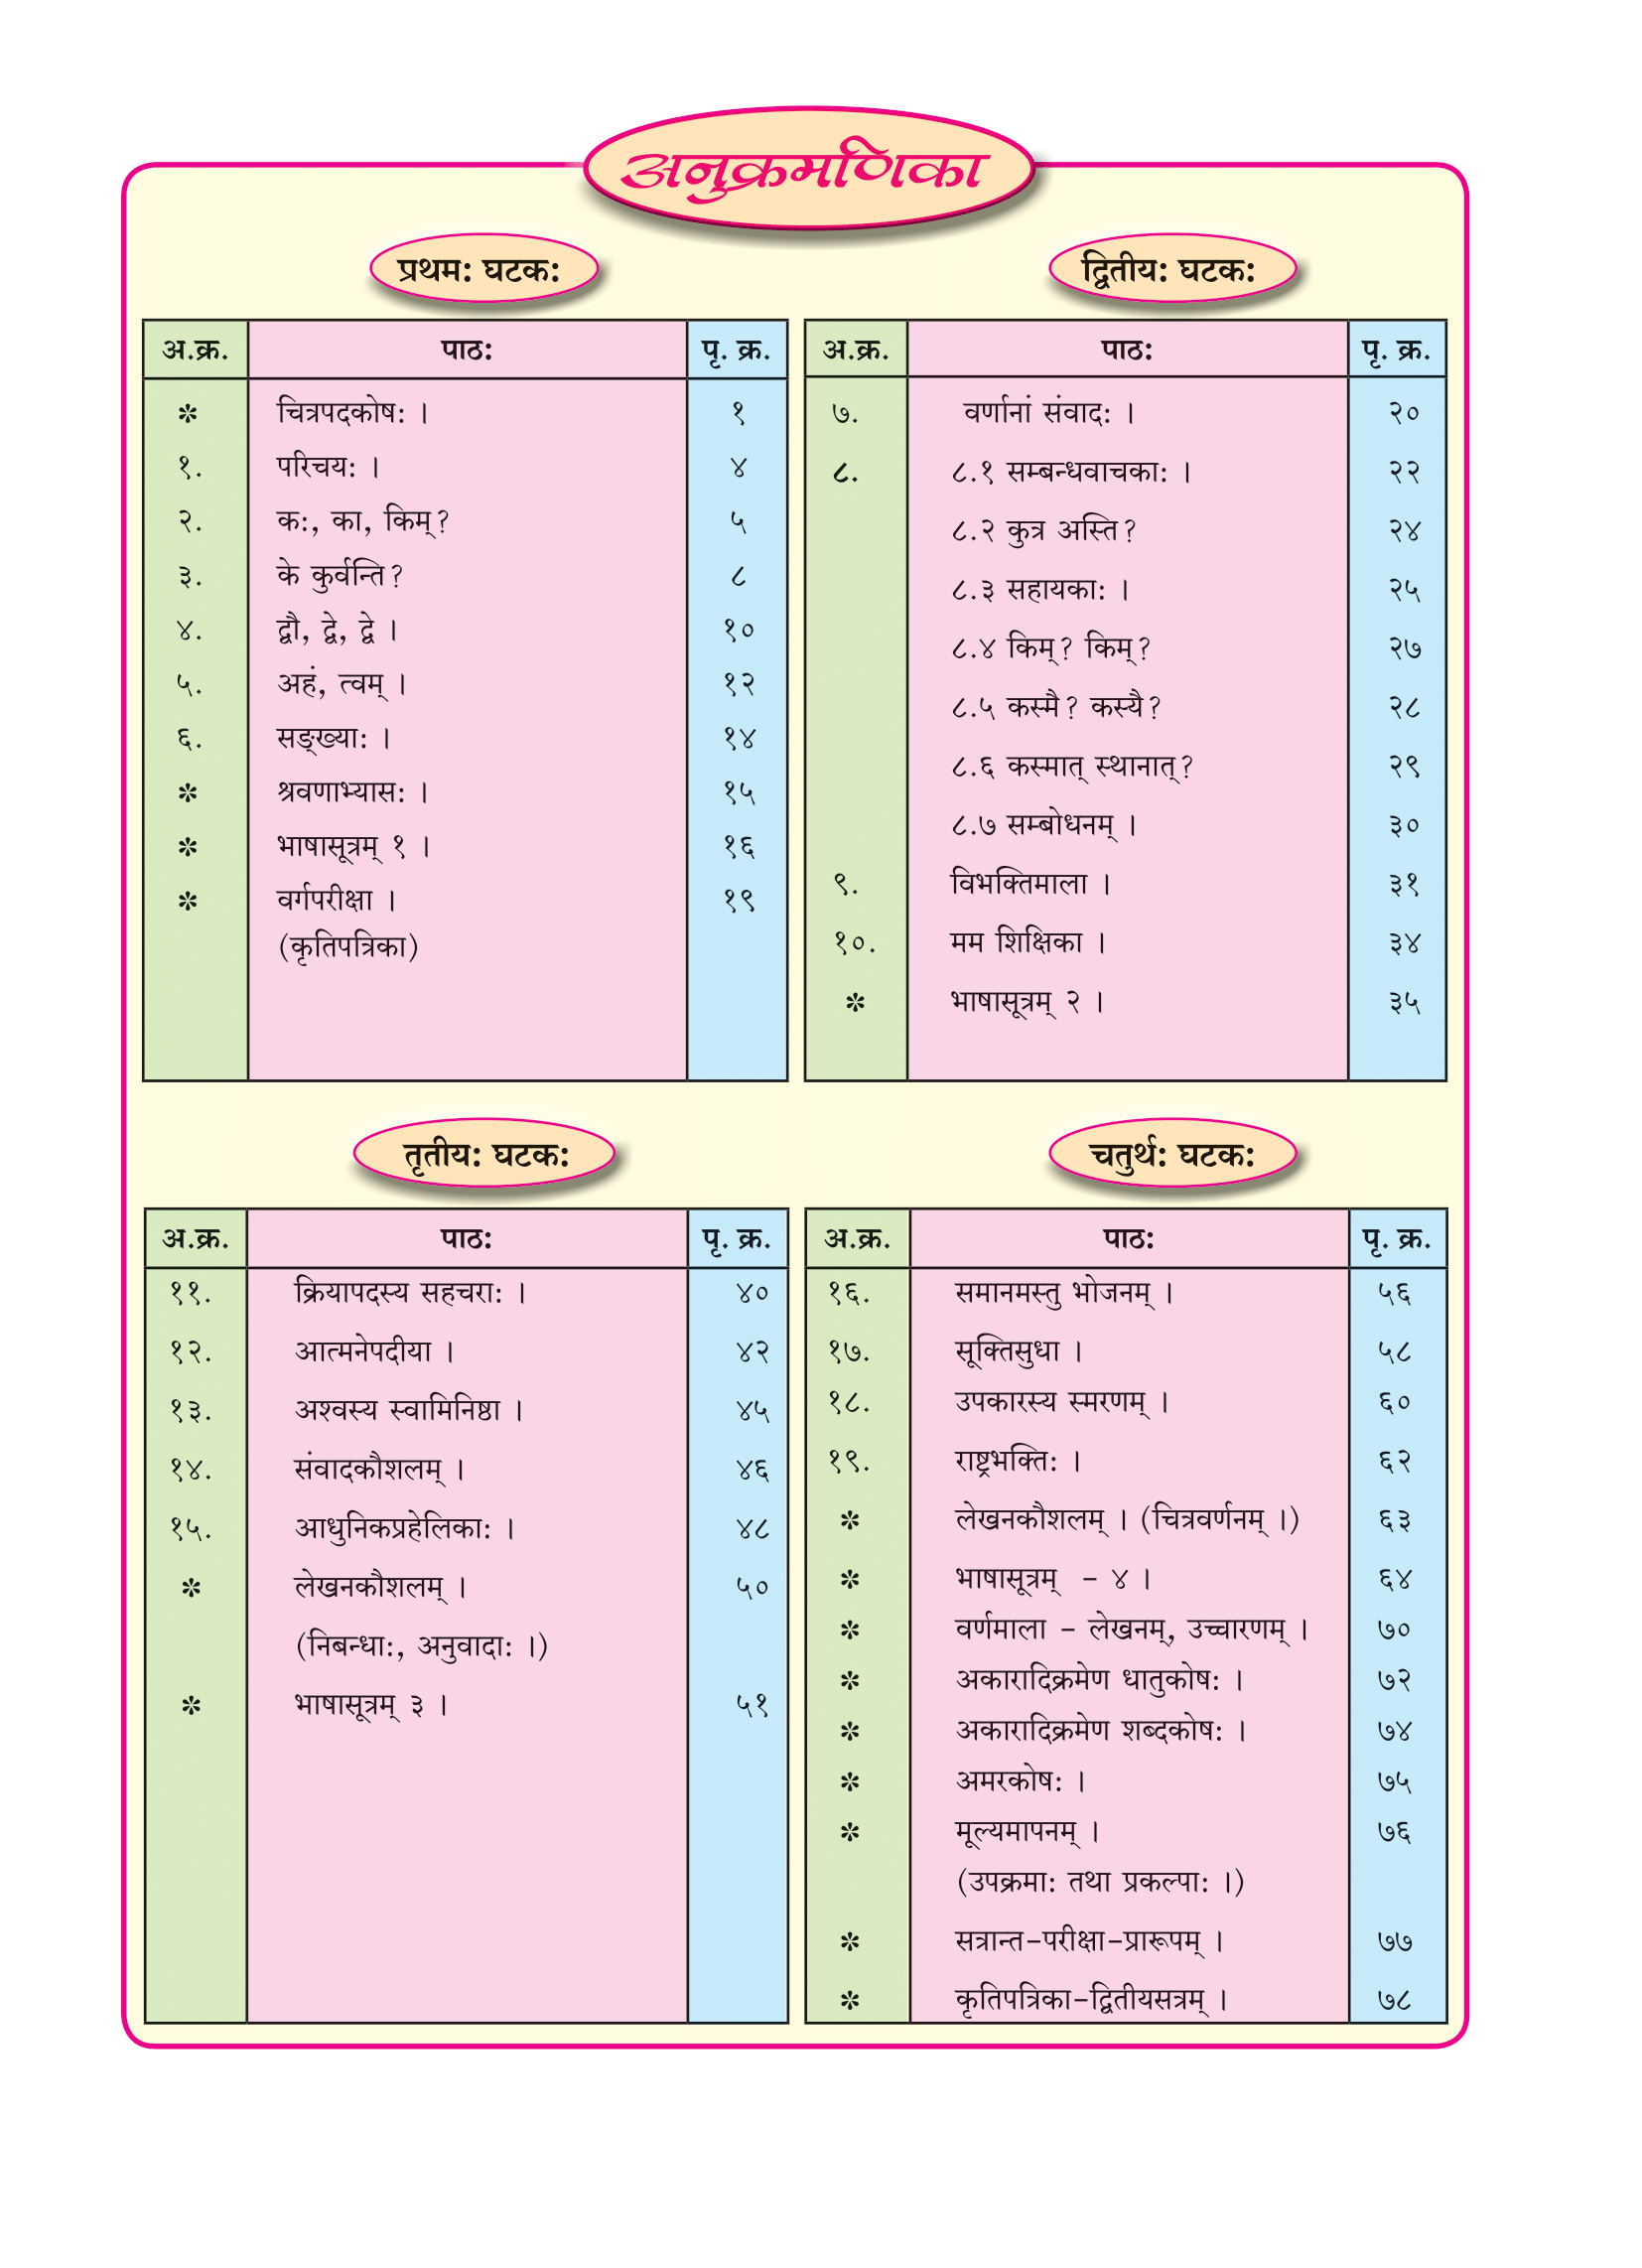 अनुक्रमणिका
प्रथमः घटकः
अ.क्र. पाठः पृ. क्र.
✽ चित्रपदकोषः । १
१. परिचयः । ४
२. कः, का, किम्? ५
३. के कुर्वन्ति? ८
४. द्वौ, द्वे, द्वे । १०
५. अहं, त्वम् । १२
६. सङ्ख्याः । १४
✽ श्रवणाभ्यासः । १५
✽ भाषासूत्रम् १ । १६
✽ वर्गपरीक्षा । १९
(कृतिपत्रिका)
द्वितीयः घटकः
अ.क्र. पाठः पृ. क्र.
७. वर्णानां संवादः । २०
८. ८.१ सम्बन्धवाचकाः । २२
८.२ कुत्र अस्ति? २४
८.३ सहायकाः । २५
८.४ किम्? किम्? २७
८.५ कस्मै? कस्यै? २८
८.६ कस्मात् स्थानात्? २९
८.७ सम्बोधनम् । ३०
९. विभक्तिमाला । ३१
१०. मम शिक्षिका । ३४
✽ भाषासूत्रम् २ । ३५
तृतीयः घटकः
अ.क्र. पाठः पृ. क्र.
११. क्रियापदस्य सहचराः । ४०
१२. आत्मनेपदीया । ४२
१३. अश्वस्य स्वामिनिष्ठा । ४५
१४. संवादकौशलम् । ४६
१५. आधुनिकप्रहेलिकाः । ४८
✽ लेखनकौशलम् । ५०
(निबन्धाः, अनुवादाः ।)
✽ भाषासूत्रम् ३ । ५१
चतुर्थः घटकः
अ.क्र. पाठः पृ. क्र.
१६. समानमस्तु भोजनम् । ५६
१७. सूक्तिसुधा । ५८
१८. उपकारस्य स्मरणम् । ६०
१९. राष्ट्रभक्तिः । ६२
✽ लेखनकौशलम् । (चित्रवर्णनम् ।) ६३
✽ भाषासूत्रम् - ४ । ६४
✽ वर्णमाला - लेखनम्, उच्चारणम् । ७०
✽ अकारादिक्रमेण धातुकोषः । ७२
✽ अकारादिक्रमेण शब्दकोषः । ७४
✽ अमरकोषः । ७५
✽ मूल्यमापनम् । ७६
(उपक्रमाः तथा प्रकल्पाः ।)
✽ सत्रान्त-परीक्षा-प्रारूपम् । ७७
✽ कृतिपत्रिका-द्वितीयसत्रम् । ७८